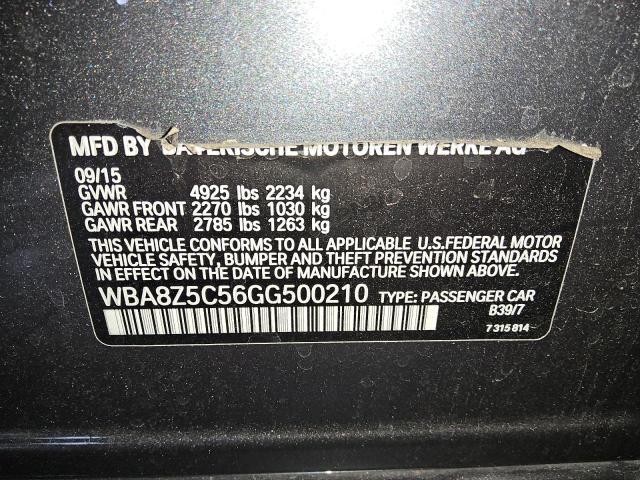 MFD BY BAYERISCHE MOTOREN WERKE AG
09/15
GVWR 4925 lbs 2234 kg
GAWR FRONT 2270 lbs 1030 kg
GAWR REAR 2785 lbs 1263 kg
THIS VEHICLE CONFORMS TO ALL APPLICABLE U.S.FEDERAL MOTOR
VEHICLE SAFETY, BUMPER AND THEFT PREVENTION STANDARDS
IN EFFECT ON THE DATE OF MANUFACTURE SHOWN ABOVE.
WBA8Z5C56GG500210 TYPE: PASSENGER CAR
B39/7
7 315 814